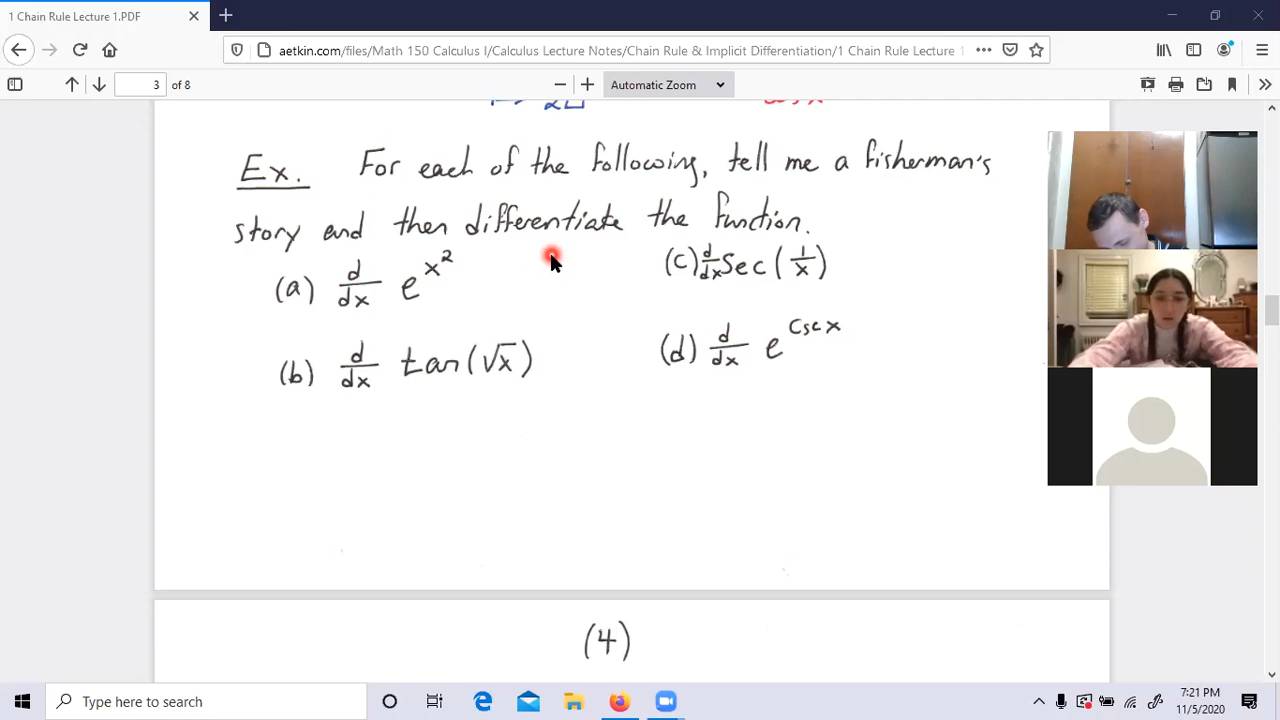 1 Chain Rule Lecture 1.PDF
aetkin.com/files/Math 150 Calculus I/Calculus Lecture Notes/Chain Rule & Implicit Differentiation/1 Chain Rule Lecture 1
3 of 8
Automatic Zoom
Ex. For each of the following, tell me a fisherman's
story and then differentiate the function.
(a) d/dx e^x^2
(c) d/dx Sec(1/x)
(b) d/dx tan(√x)
(d) d/dx e^csc x
(4)
Type here to search
7:21 PM
11/5/2020